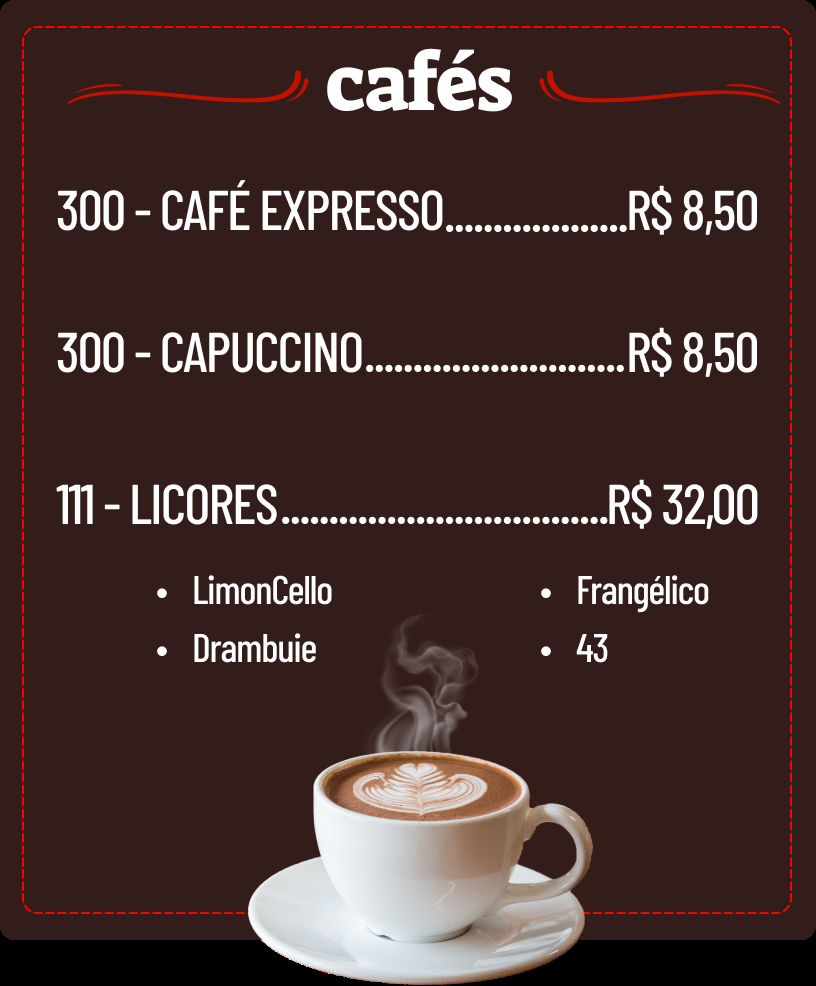 cafés
300 - CAFÉ EXPRESSO...................R$ 8,50
300 - CAPUCCINO...........................R$ 8,50
111 - LICORES..................................R$ 32,00
• LimonCello • Frangélico
• Drambuie • 43